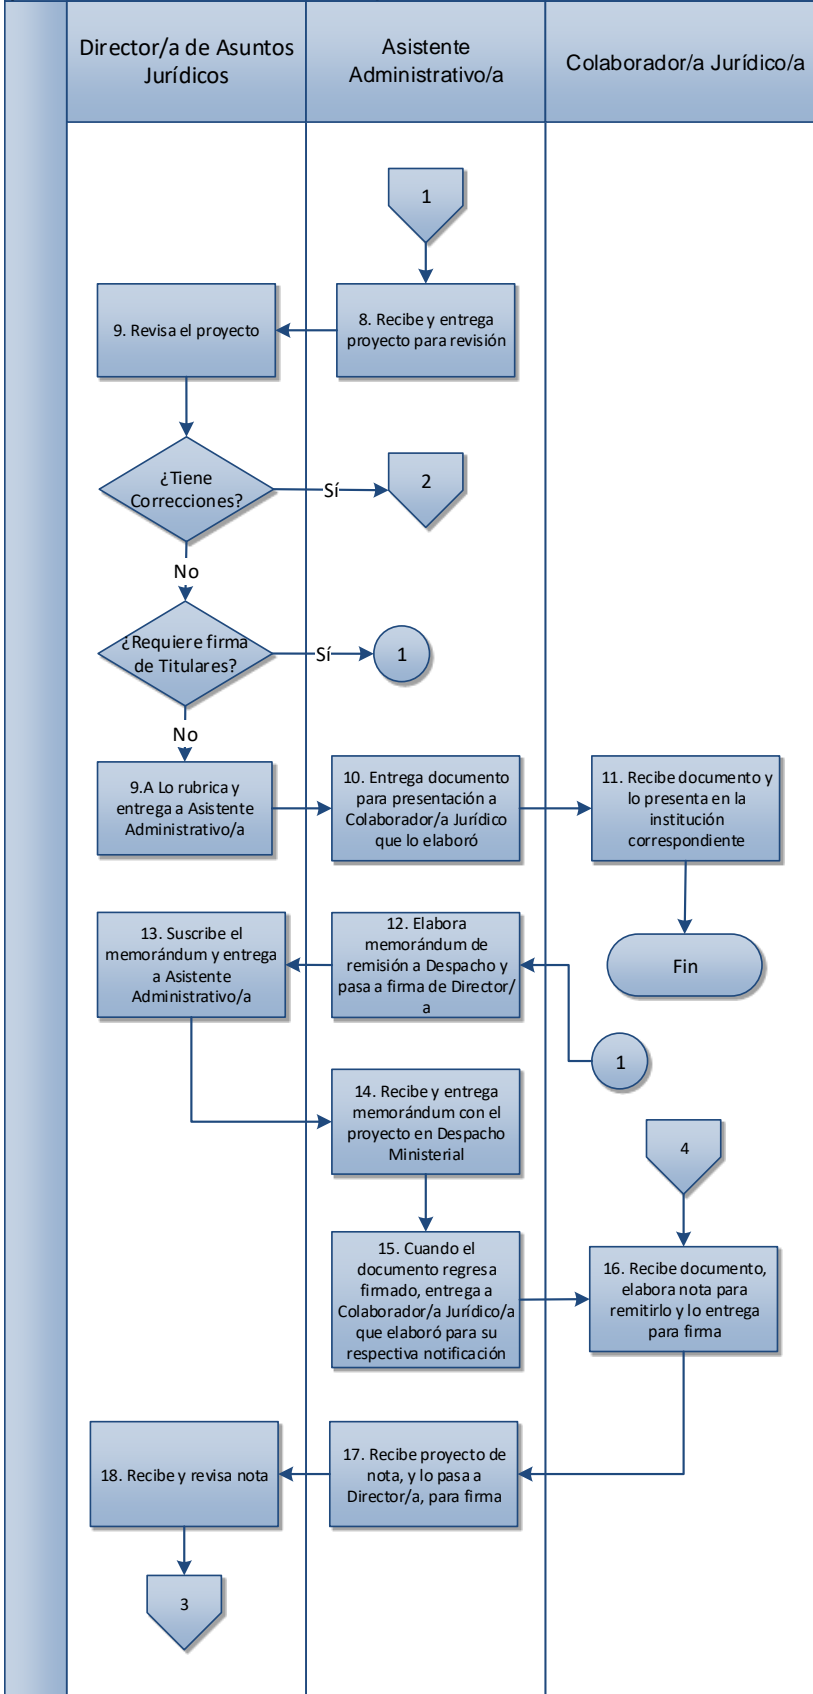 Director/a de Asuntos
Jurídicos
Asistente
Administrativo/a
Colaborador/a Jurídico/a
1
8. Recibe y entrega
proyecto para revisión
9. Revisa el proyecto
¿Tiene
Correcciones?
Sí
2
No
¿Requiere firma
de Titulares?
Sí
1
No
9.A Lo rubrica y
entrega a Asistente
Administrativo/a
10. Entrega documento
para presentación a
Colaborador/a Jurídico
que lo elaboró
11. Recibe documento y
lo presenta en la
institución
correspondiente
Fin
1
12. Elabora
memorándum de
remisión a Despacho y
pasa a firma de Director/
a
13. Suscribe el
memorándum y entrega
a Asistente
Administrativo/a
14. Recibe y entrega
memorándum con el
proyecto en Despacho
Ministerial
15. Cuando el
documento regresa
firmado, entrega a
Colaborador/a Jurídico/a
que elaboró para su
respectiva notificación
4
16. Recibe documento,
elabora nota para
remitirlo y lo entrega
para firma
17. Recibe proyecto de
nota, y lo pasa a
Director/a, para firma
18. Recibe y revisa nota
3